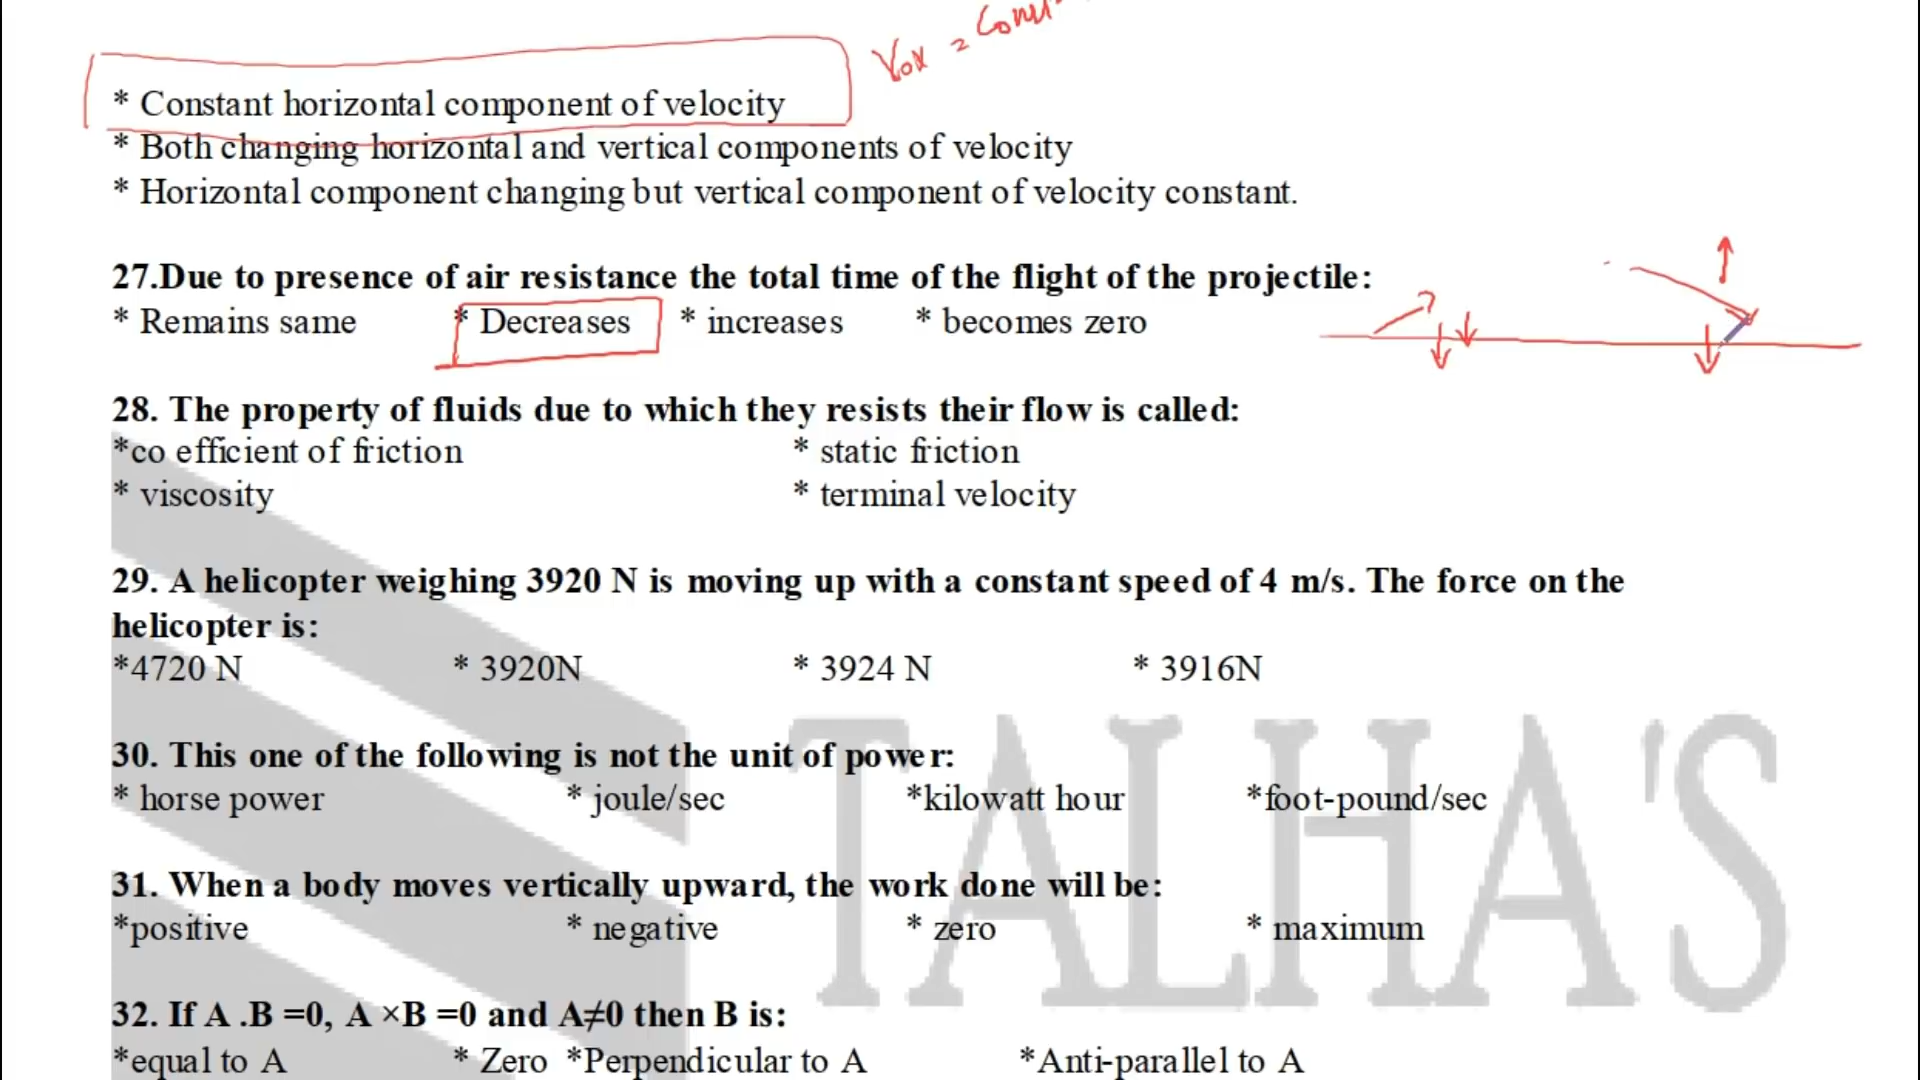 V₀ₓ = Const
* Constant horizontal component of velocity
* Both changing horizontal and vertical components of velocity
* Horizontal component changing but vertical component of velocity constant.
27.Due to presence of air resistance the total time of the flight of the projectile:
* Remains same * Decreases * increases * becomes zero
28. The property of fluids due to which they resists their flow is called:
*co efficient of friction * static friction
* viscosity * terminal velocity
29. A helicopter weighing 3920 N is moving up with a constant speed of 4 m/s. The force on the
helicopter is:
*4720 N * 3920N * 3924 N * 3916N
30. This one of the following is not the unit of power:
* horse power * joule/sec *kilowatt hour *foot-pound/sec
31. When a body moves vertically upward, the work done will be:
*positive * negative * zero * maximum
32. If A .B =0, A ×B =0 and A≠0 then B is:
*equal to A * Zero *Perpendicular to A *Anti-parallel to A
TALHA'S